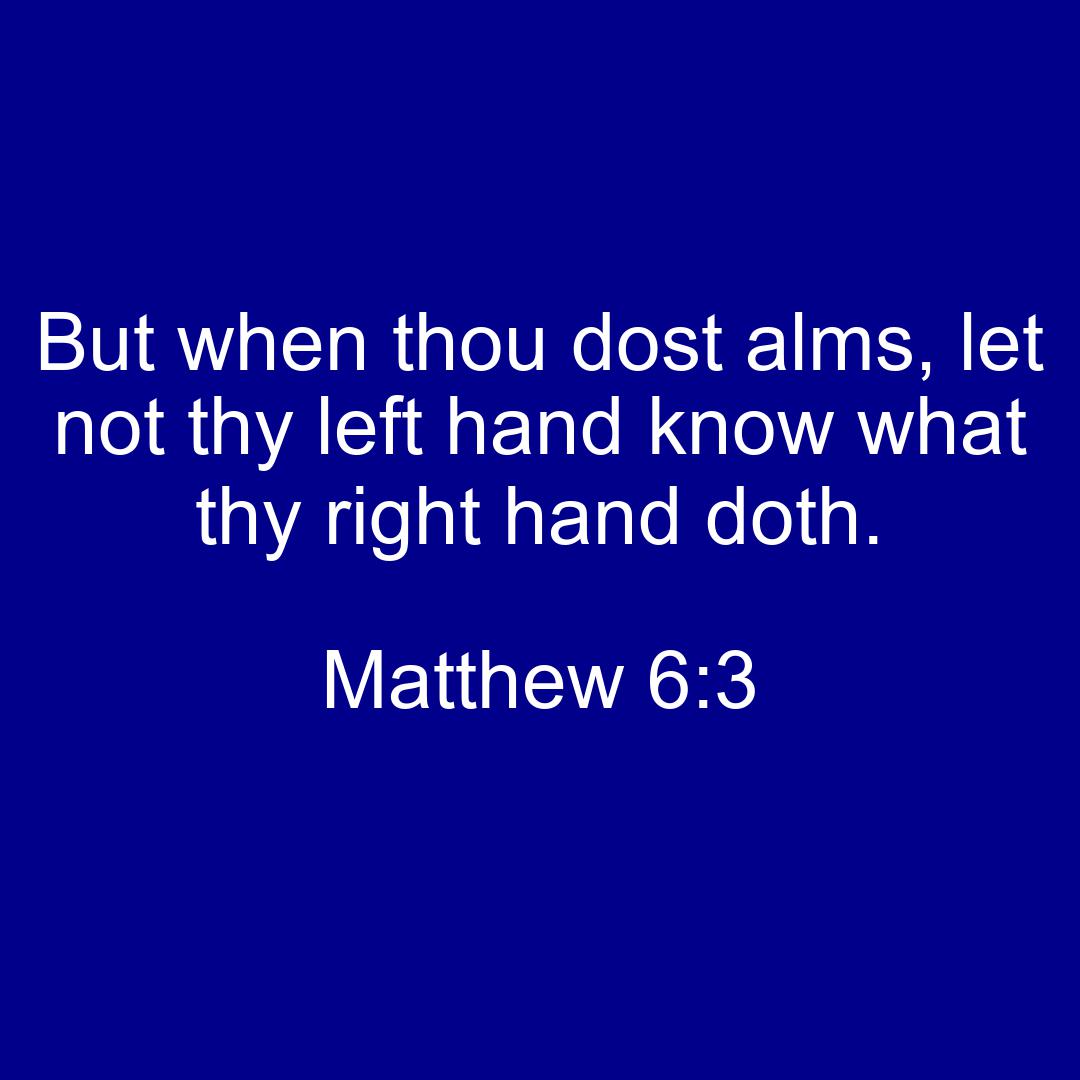 But when thou dost alms, let
not thy left hand know what
thy right hand doth.
Matthew 6:3